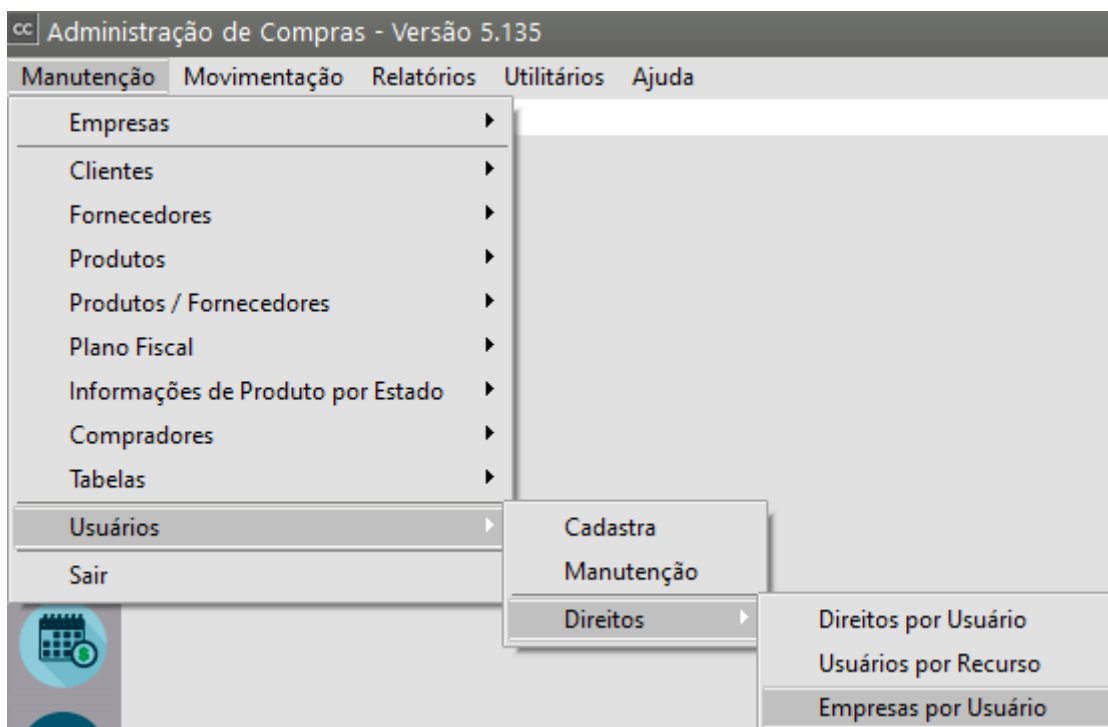 cc Administração de Compras - Versão 5.135
Manutenção Movimentação Relatórios Utilitários Ajuda
Empresas
Clientes
Fornecedores
Produtos
Produtos / Fornecedores
Plano Fiscal
Informações de Produto por Estado
Compradores
Tabelas
Usuários
Sair
Cadastra
Manutenção
Direitos
Direitos por Usuário
Usuários por Recurso
Empresas por Usuário
$